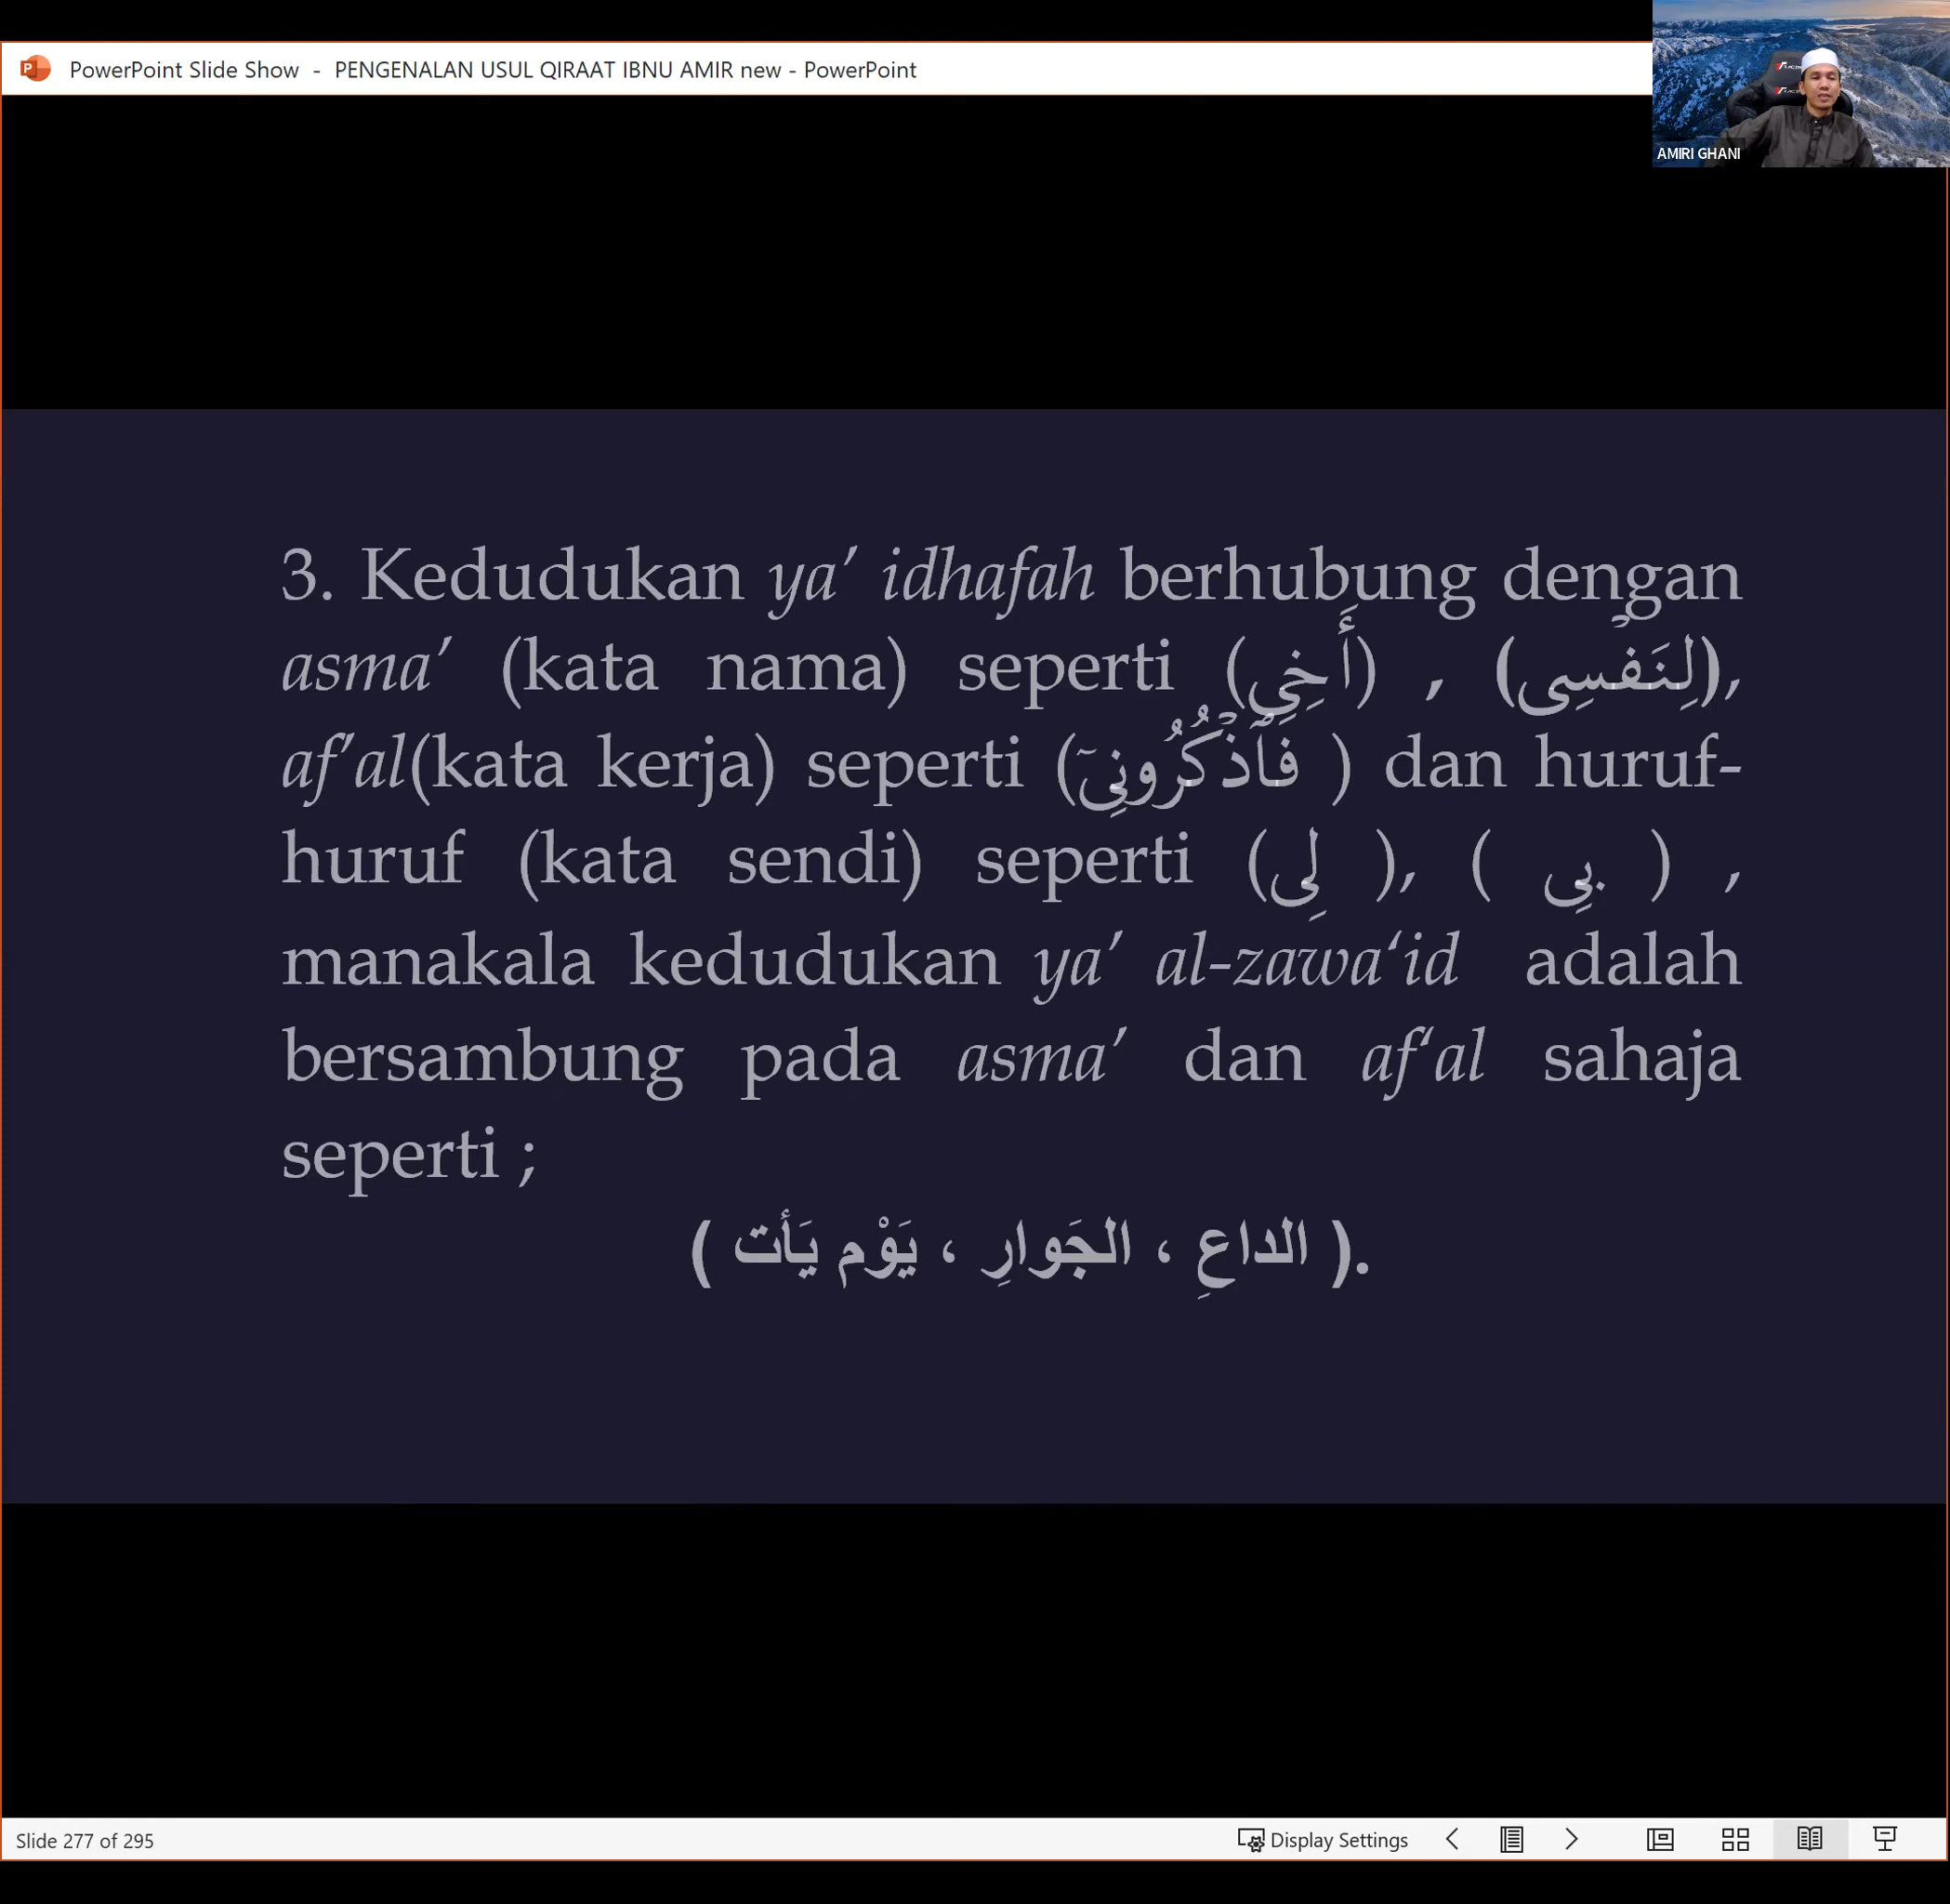 PowerPoint Slide Show - PENGENALAN USUL QIRAAT IBNU AMIR new - PowerPoint
AMIRI GHANI
3. Kedudukan ya’ idhafah berhubung dengan
asma’ (kata nama) seperti (أَخِي) , (لِنَفۡسِى),
af’al(kata kerja) seperti (فَٱذۡكُرُونِيٓ ) dan huruf-
huruf (kata sendi) seperti (لِى ), ( بِى ) ,
manakala kedudukan ya’ al-zawa‘id adalah
bersambung pada asma’ dan af‘al sahaja
seperti ;
( الداعِ ، الجَوارِ ، يَوْم يَأت ).
Slide 277 of 295
Display Settings